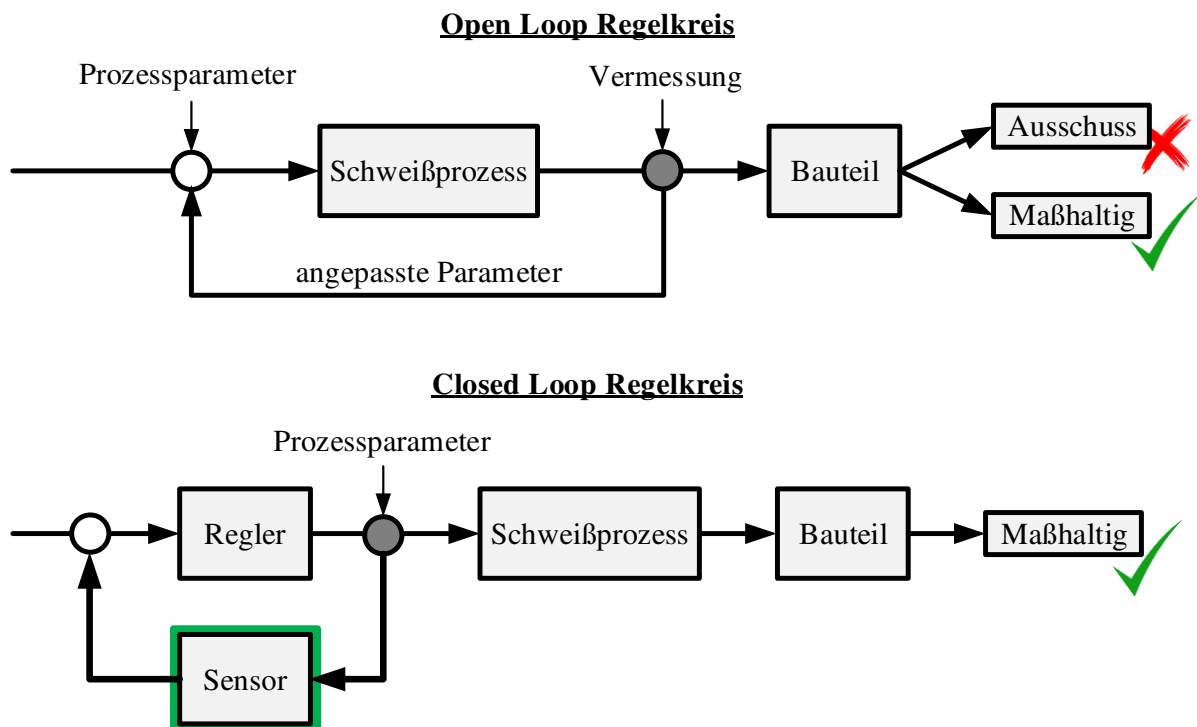 Open Loop Regelkreis
Prozessparameter
Vermessung
Schweißprozess
Bauteil
Ausschuss
Maßhaltig
angepasste Parameter
Closed Loop Regelkreis
Prozessparameter
Regler
Schweißprozess
Bauteil
Maßhaltig
Sensor